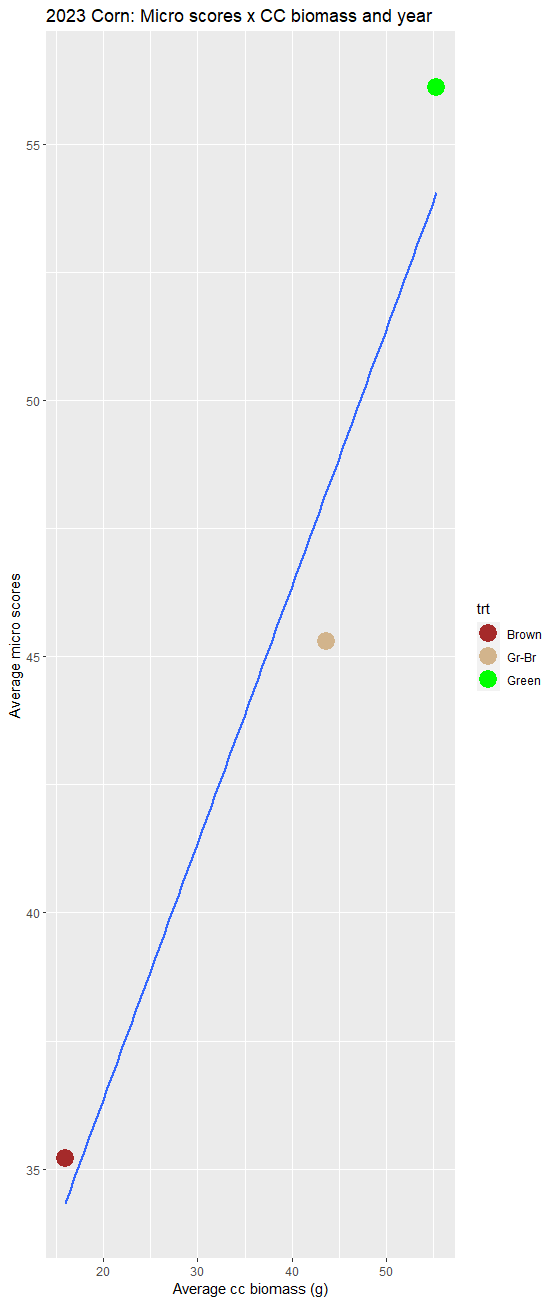 2023 Corn: Micro scores x CC biomass and year
55
50
45
40
35
Average micro scores
20 30 40 50
Average cc biomass (g)
trt
Brown
Gr-Br
Green